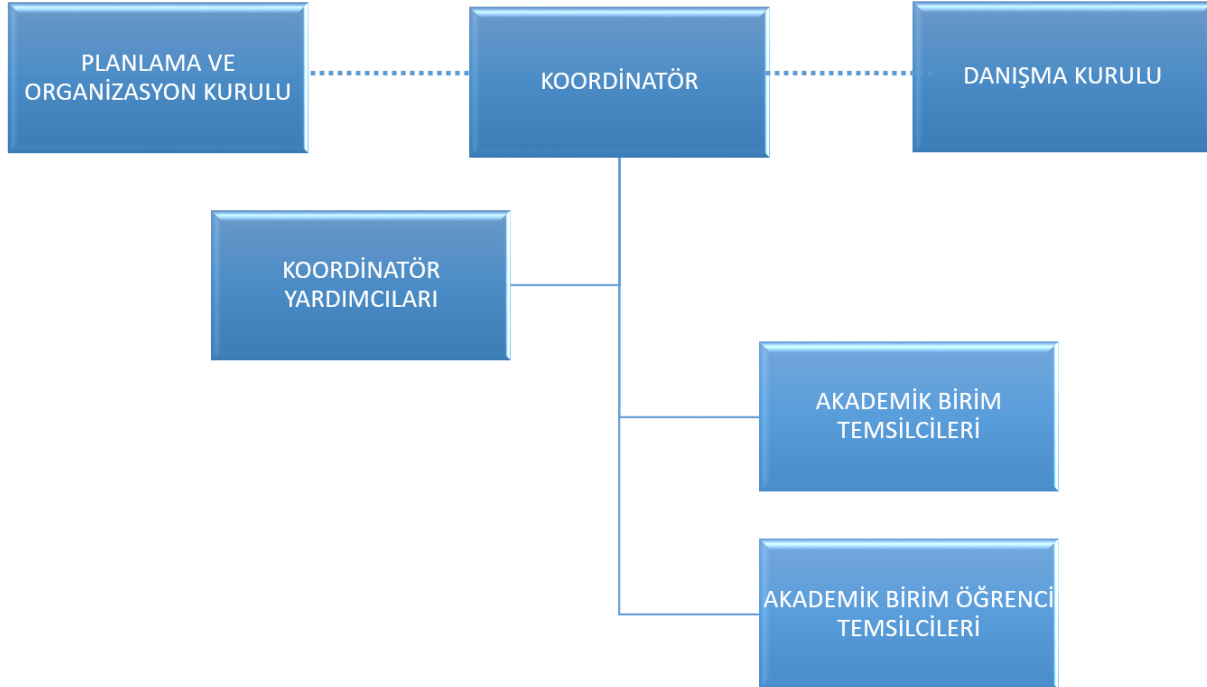 PLANLAMA VE
ORGANİZASYON KURULU
KOORDİNATÖR
DANIŞMA KURULU
KOORDİNATÖR
YARDIMCILARI
AKADEMİK BİRİM
TEMSİLCİLERİ
AKADEMİK BİRİM ÖĞRENCİ
TEMSİLCİLERİ